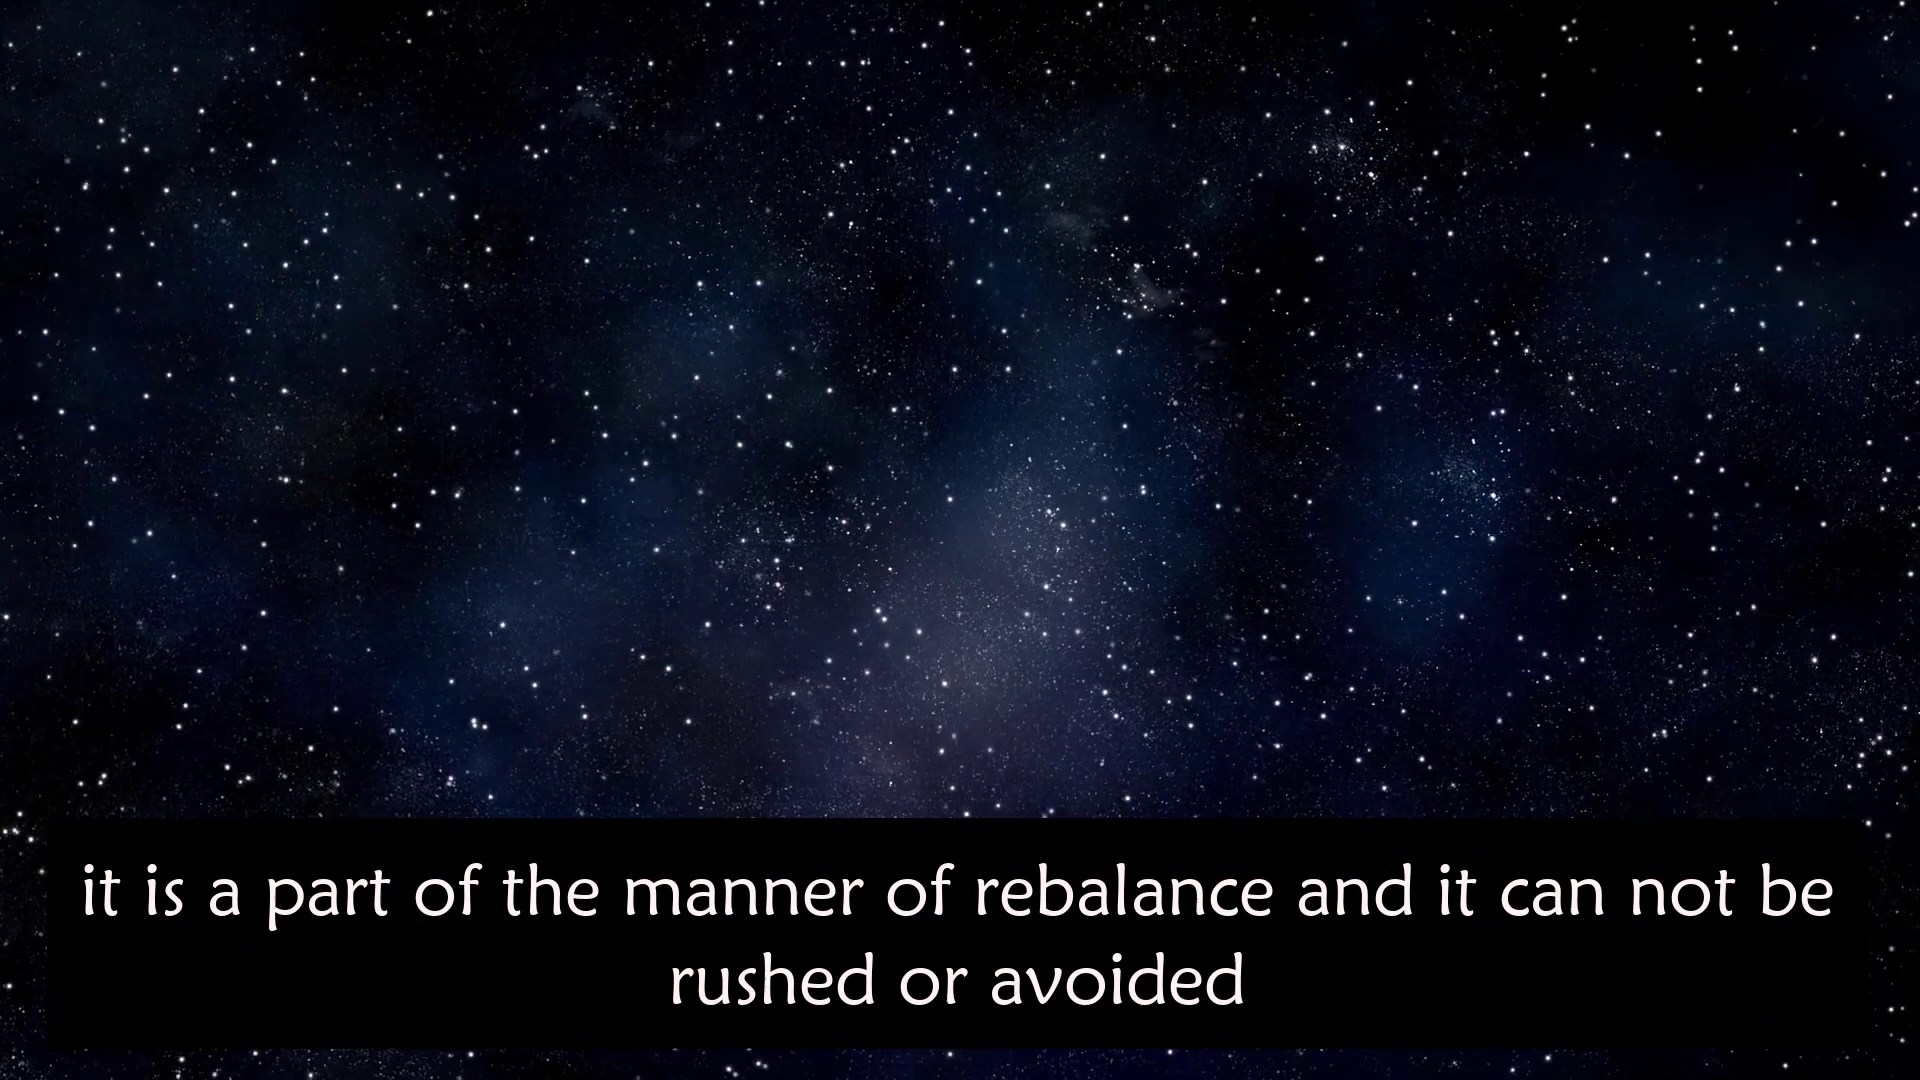 it is a part of the manner of rebalance and it can not be
rushed or avoided